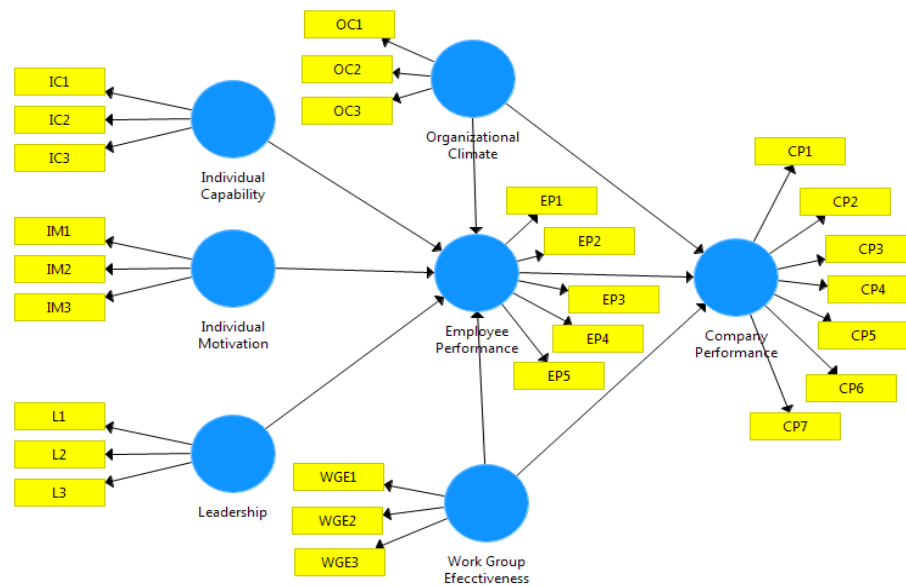 OC1
OC2
OC3
Organizational
Climate
IC1
IC2
IC3
Individual
Capability
CP1
CP2
CP3
CP4
CP5
CP6
CP7
Company
Performance
EP1
EP2
EP3
EP4
EP5
Employee
Performance
IM1
IM2
IM3
Individual
Motivation
L1
L2
L3
Leadership
WGE1
WGE2
WGE3
Work Group
Efecctiveness